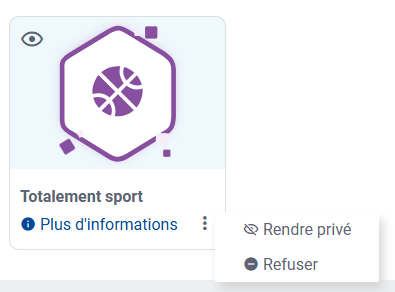 Totalement sport
Plus d'informations
Rendre privé
Refuser